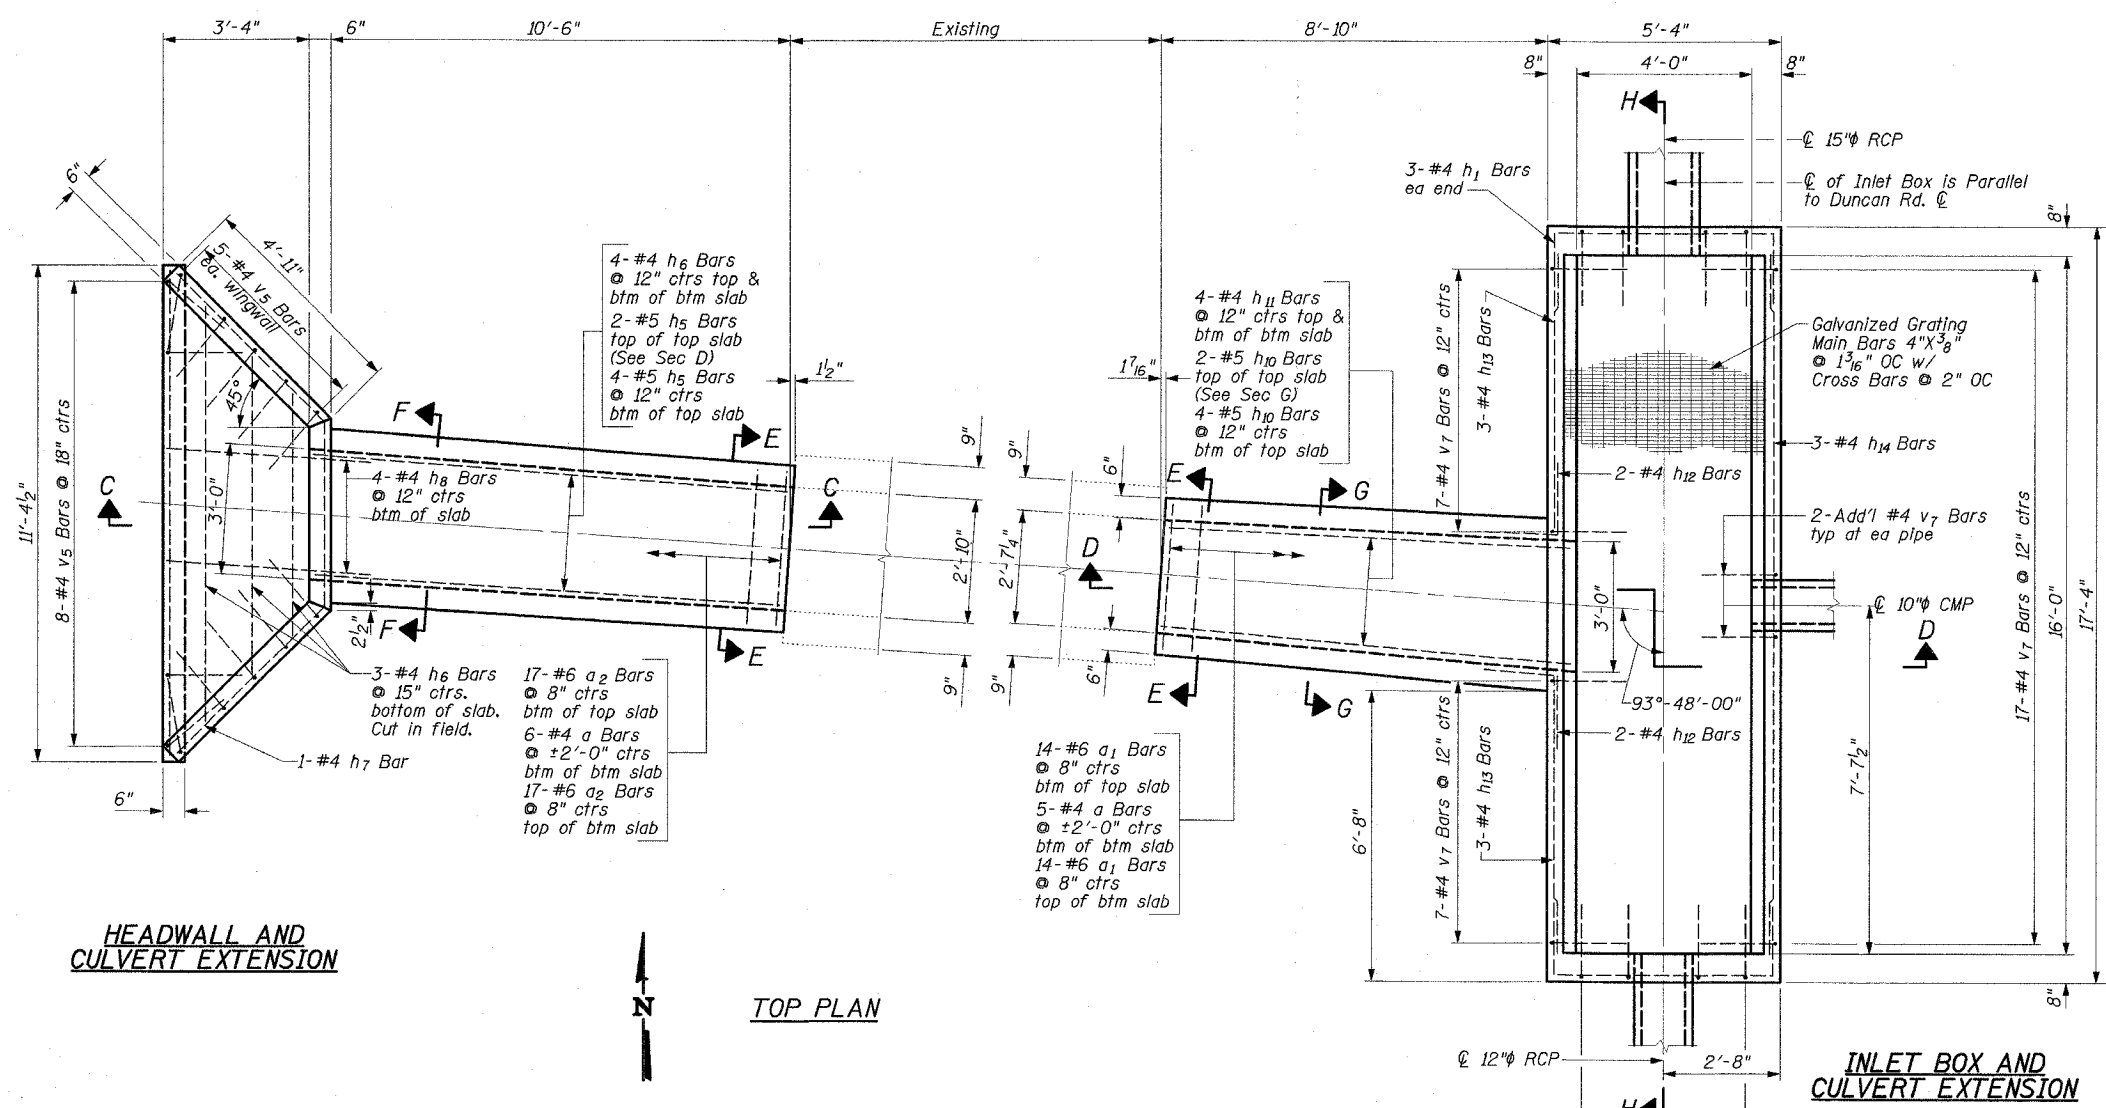 3'-4"
6"
10'-6"
Existing
8'-10"
5'-4"
8"
4'-0"
8"
H
℄ 15"ϕ RCP
3-#4 h1 Bars
ea end
℄ of Inlet Box is Parallel
to Duncan Rd. ℄
8"
6"
4'-11"
5-#4 v5 Bars
ea. wingwall
45°
4-#4 h6 Bars
@ 12" ctrs top &
btm of btm slab
2-#5 h5 Bars
top of top slab
(See Sec D)
4-#5 h5 Bars
@ 12" ctrs
btm of top slab
1½"
1 7/16"
4-#4 h11 Bars
@ 12" ctrs top &
btm of btm slab
2-#5 h10 Bars
top of top slab
(See Sec G)
4-#5 h10 Bars
@ 12" ctrs
btm of top slab
7-#4 v7 Bars @ 12" ctrs
3-#4 h13 Bars
Galvanized Grating
Main Bars 4"X3/8"
@ 1 3/16" OC w/
Cross Bars @ 2" OC
3-#4 h14 Bars
2-#4 h12 Bars
2-Add'l #4 v7 Bars
typ at ea pipe
F
E
9"
9"
6"
E
G
C
11'-4½"
8-#4 v5 Bars @ 18" ctrs
3'-0"
4-#4 h8 Bars
@ 12" ctrs
btm of slab
C
2'-10"
2'-7¼"
D
3'-0"
℄ 10"ϕ CMP
D
17-#4 v7 Bars @ 12" ctrs
16'-0"
17'-4"
F
2½"
E
9"
9"
6"
E
G
93°-48'-00"
2-#4 h12 Bars
3-#4 h6 Bars
@ 15" ctrs.
bottom of slab.
Cut in field.
1-#4 h7 Bar
6"
17-#6 a2 Bars
@ 8" ctrs
btm of top slab
6-#4 a Bars
@ ±2'-0" ctrs
btm of btm slab
17-#6 a2 Bars
@ 8" ctrs
top of btm slab
14-#6 a1 Bars
@ 8" ctrs
btm of top slab
5-#4 a Bars
@ ±2'-0" ctrs
btm of btm slab
14-#6 a1 Bars
@ 8" ctrs
top of btm slab
6'-8"
7-#4 v7 Bars @ 12" ctrs
3-#4 h13 Bars
7'-7½"
8"
HEADWALL AND
CULVERT EXTENSION
N
TOP PLAN
℄ 12"ϕ RCP
2'-8"
H
INLET BOX AND
CULVERT EXTENSION